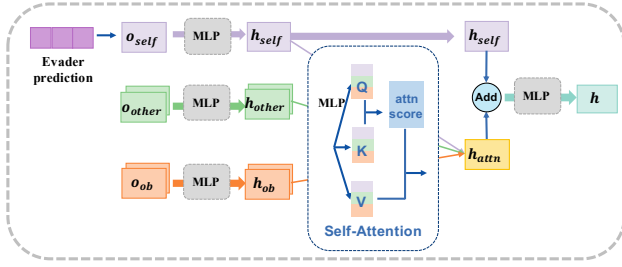 Evader
prediction
o_self
MLP
h_self
h_self
o_other
MLP
h_other
MLP
Q
K
V
attn
score
Self-Attention
o_ob
MLP
h_ob
Add
MLP
h
h_attn